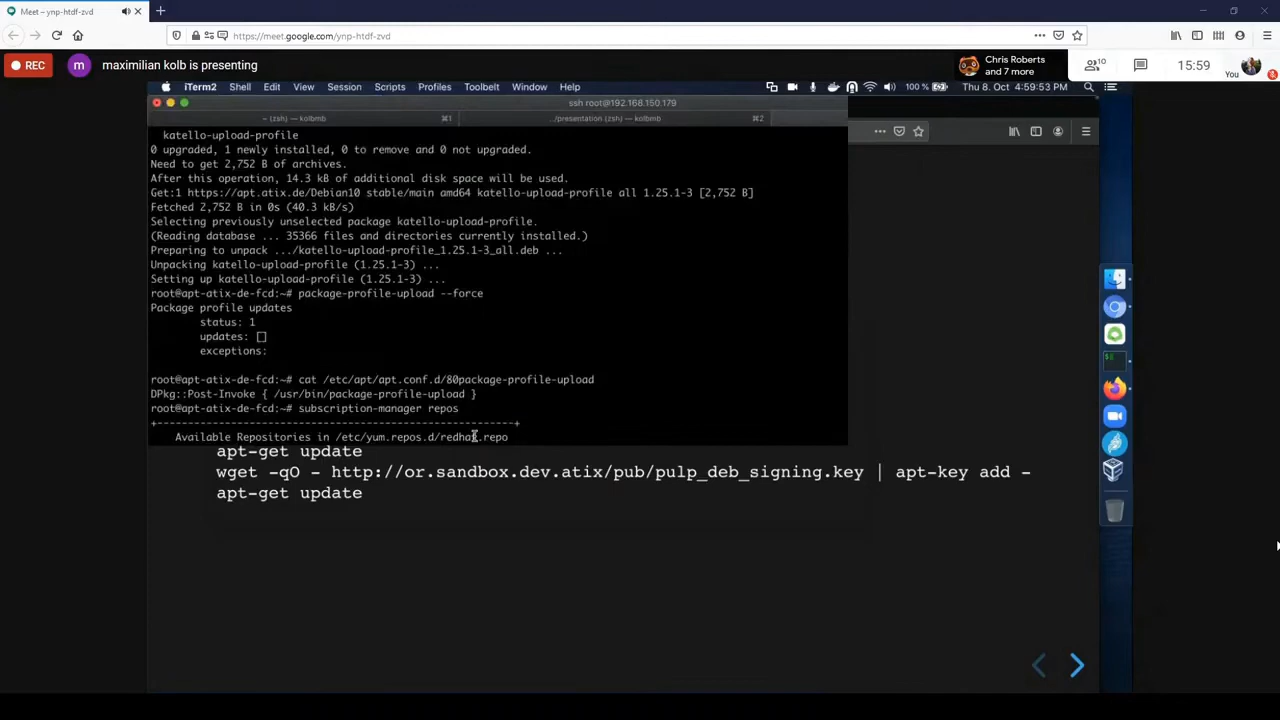 Meet – ynp-htdf-zvd
https://meet.google.com/ynp-htdf-zvd
REC
m
maximilian kolb is presenting
Chris Roberts
and 7 more
10
15:59
You
iTerm2 Shell Edit View Session Scripts Profiles Toolbelt Window Help
100 %
Thu 8. Oct 4:59:53 PM
ssh root@192.168.150.179
~ (zsh) — kolbmb ⌘1
../presentation (zsh) — kolbmb ⌘2
katello-upload-profile
0 upgraded, 1 newly installed, 0 to remove and 0 not upgraded.
Need to get 2,752 B of archives.
After this operation, 14.3 kB of additional disk space will be used.
Get:1 https://apt.atix.de/Debian10 stable/main amd64 katello-upload-profile all 1.25.1-3 [2,752 B]
Fetched 2,752 B in 0s (40.3 kB/s)
Selecting previously unselected package katello-upload-profile.
(Reading database ... 35366 files and directories currently installed.)
Preparing to unpack .../katello-upload-profile_1.25.1-3_all.deb ...
Unpacking katello-upload-profile (1.25.1-3) ...
Setting up katello-upload-profile (1.25.1-3) ...
root@apt-atix-de-fcd:~# package-profile-upload --force
Package profile updates
status: 1
updates: []
exceptions:
root@apt-atix-de-fcd:~# cat /etc/apt/apt.conf.d/80package-profile-upload
DPkg::Post-Invoke { /usr/bin/package-profile-upload }
root@apt-atix-de-fcd:~# subscription-manager repos
+----------------------------------------------------------+
Available Repositories in /etc/yum.repos.d/redhat.repo
apt-get update
wget -qO - http://or.sandbox.dev.atix/pub/pulp_deb_signing.key | apt-key add -
apt-get update